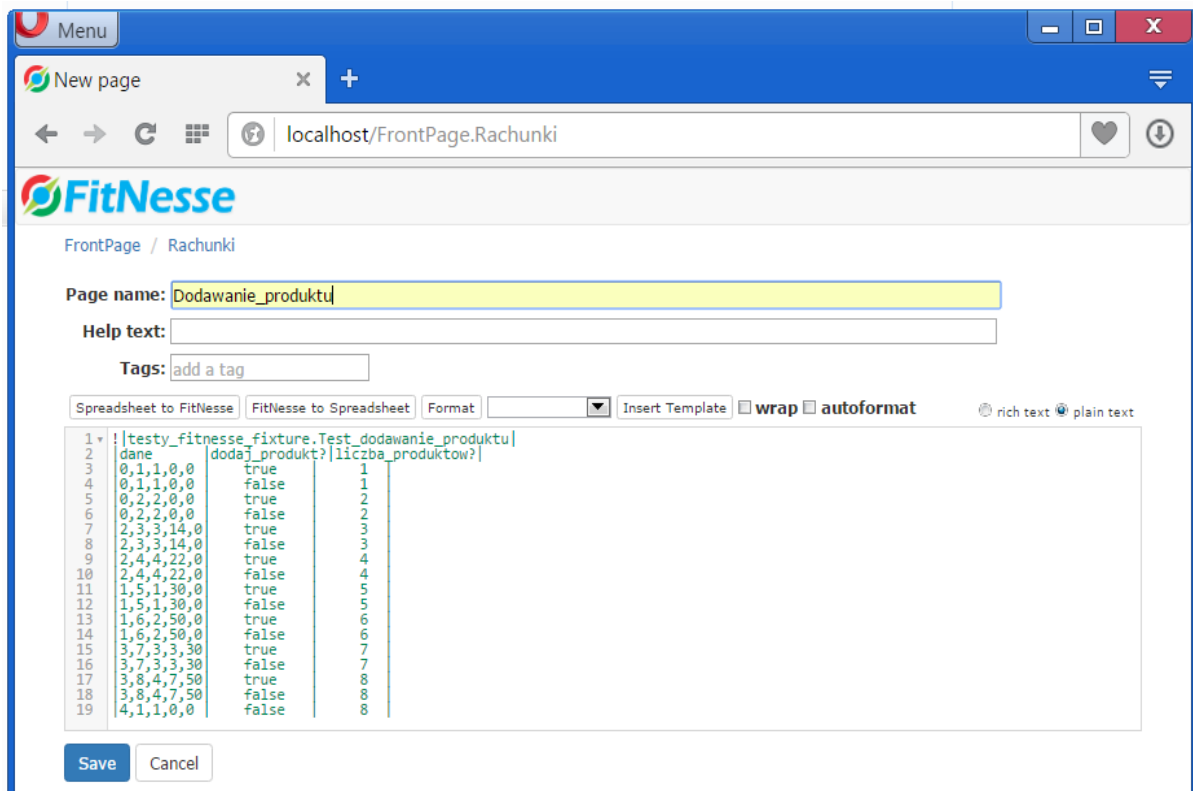 Menu
New page
localhost/FrontPage.Rachunki
FitNesse
FrontPage / Rachunki
Page name: Dodawanie_produktu
Help text:
Tags: add a tag
Spreadsheet to FitNesse FitNesse to Spreadsheet Format Insert Template wrap autoformat rich text plain text
1 !|testy_fitnesse_fixture.Test_dodawanie_produktu|
2 |dane |dodaj_produkt?|liczba_produktow?|
3 |0,1,1,0,0 | true | 1 |
4 |0,1,1,0,0 | false | 1 |
5 |0,2,2,0,0 | true | 2 |
6 |0,2,2,0,0 | false | 2 |
7 |2,3,3,14,0| true | 3 |
8 |2,3,3,14,0| false | 3 |
9 |2,4,4,22,0| true | 4 |
10 |2,4,4,22,0| false | 4 |
11 |1,5,1,30,0| true | 5 |
12 |1,5,1,30,0| false | 5 |
13 |1,6,2,50,0| true | 6 |
14 |1,6,2,50,0| false | 6 |
15 |3,7,3,3,30| true | 7 |
16 |3,7,3,3,30| false | 7 |
17 |3,8,4,7,50| true | 8 |
18 |3,8,4,7,50| false | 8 |
19 |4,1,1,0,0 | false | 8 |
Save Cancel